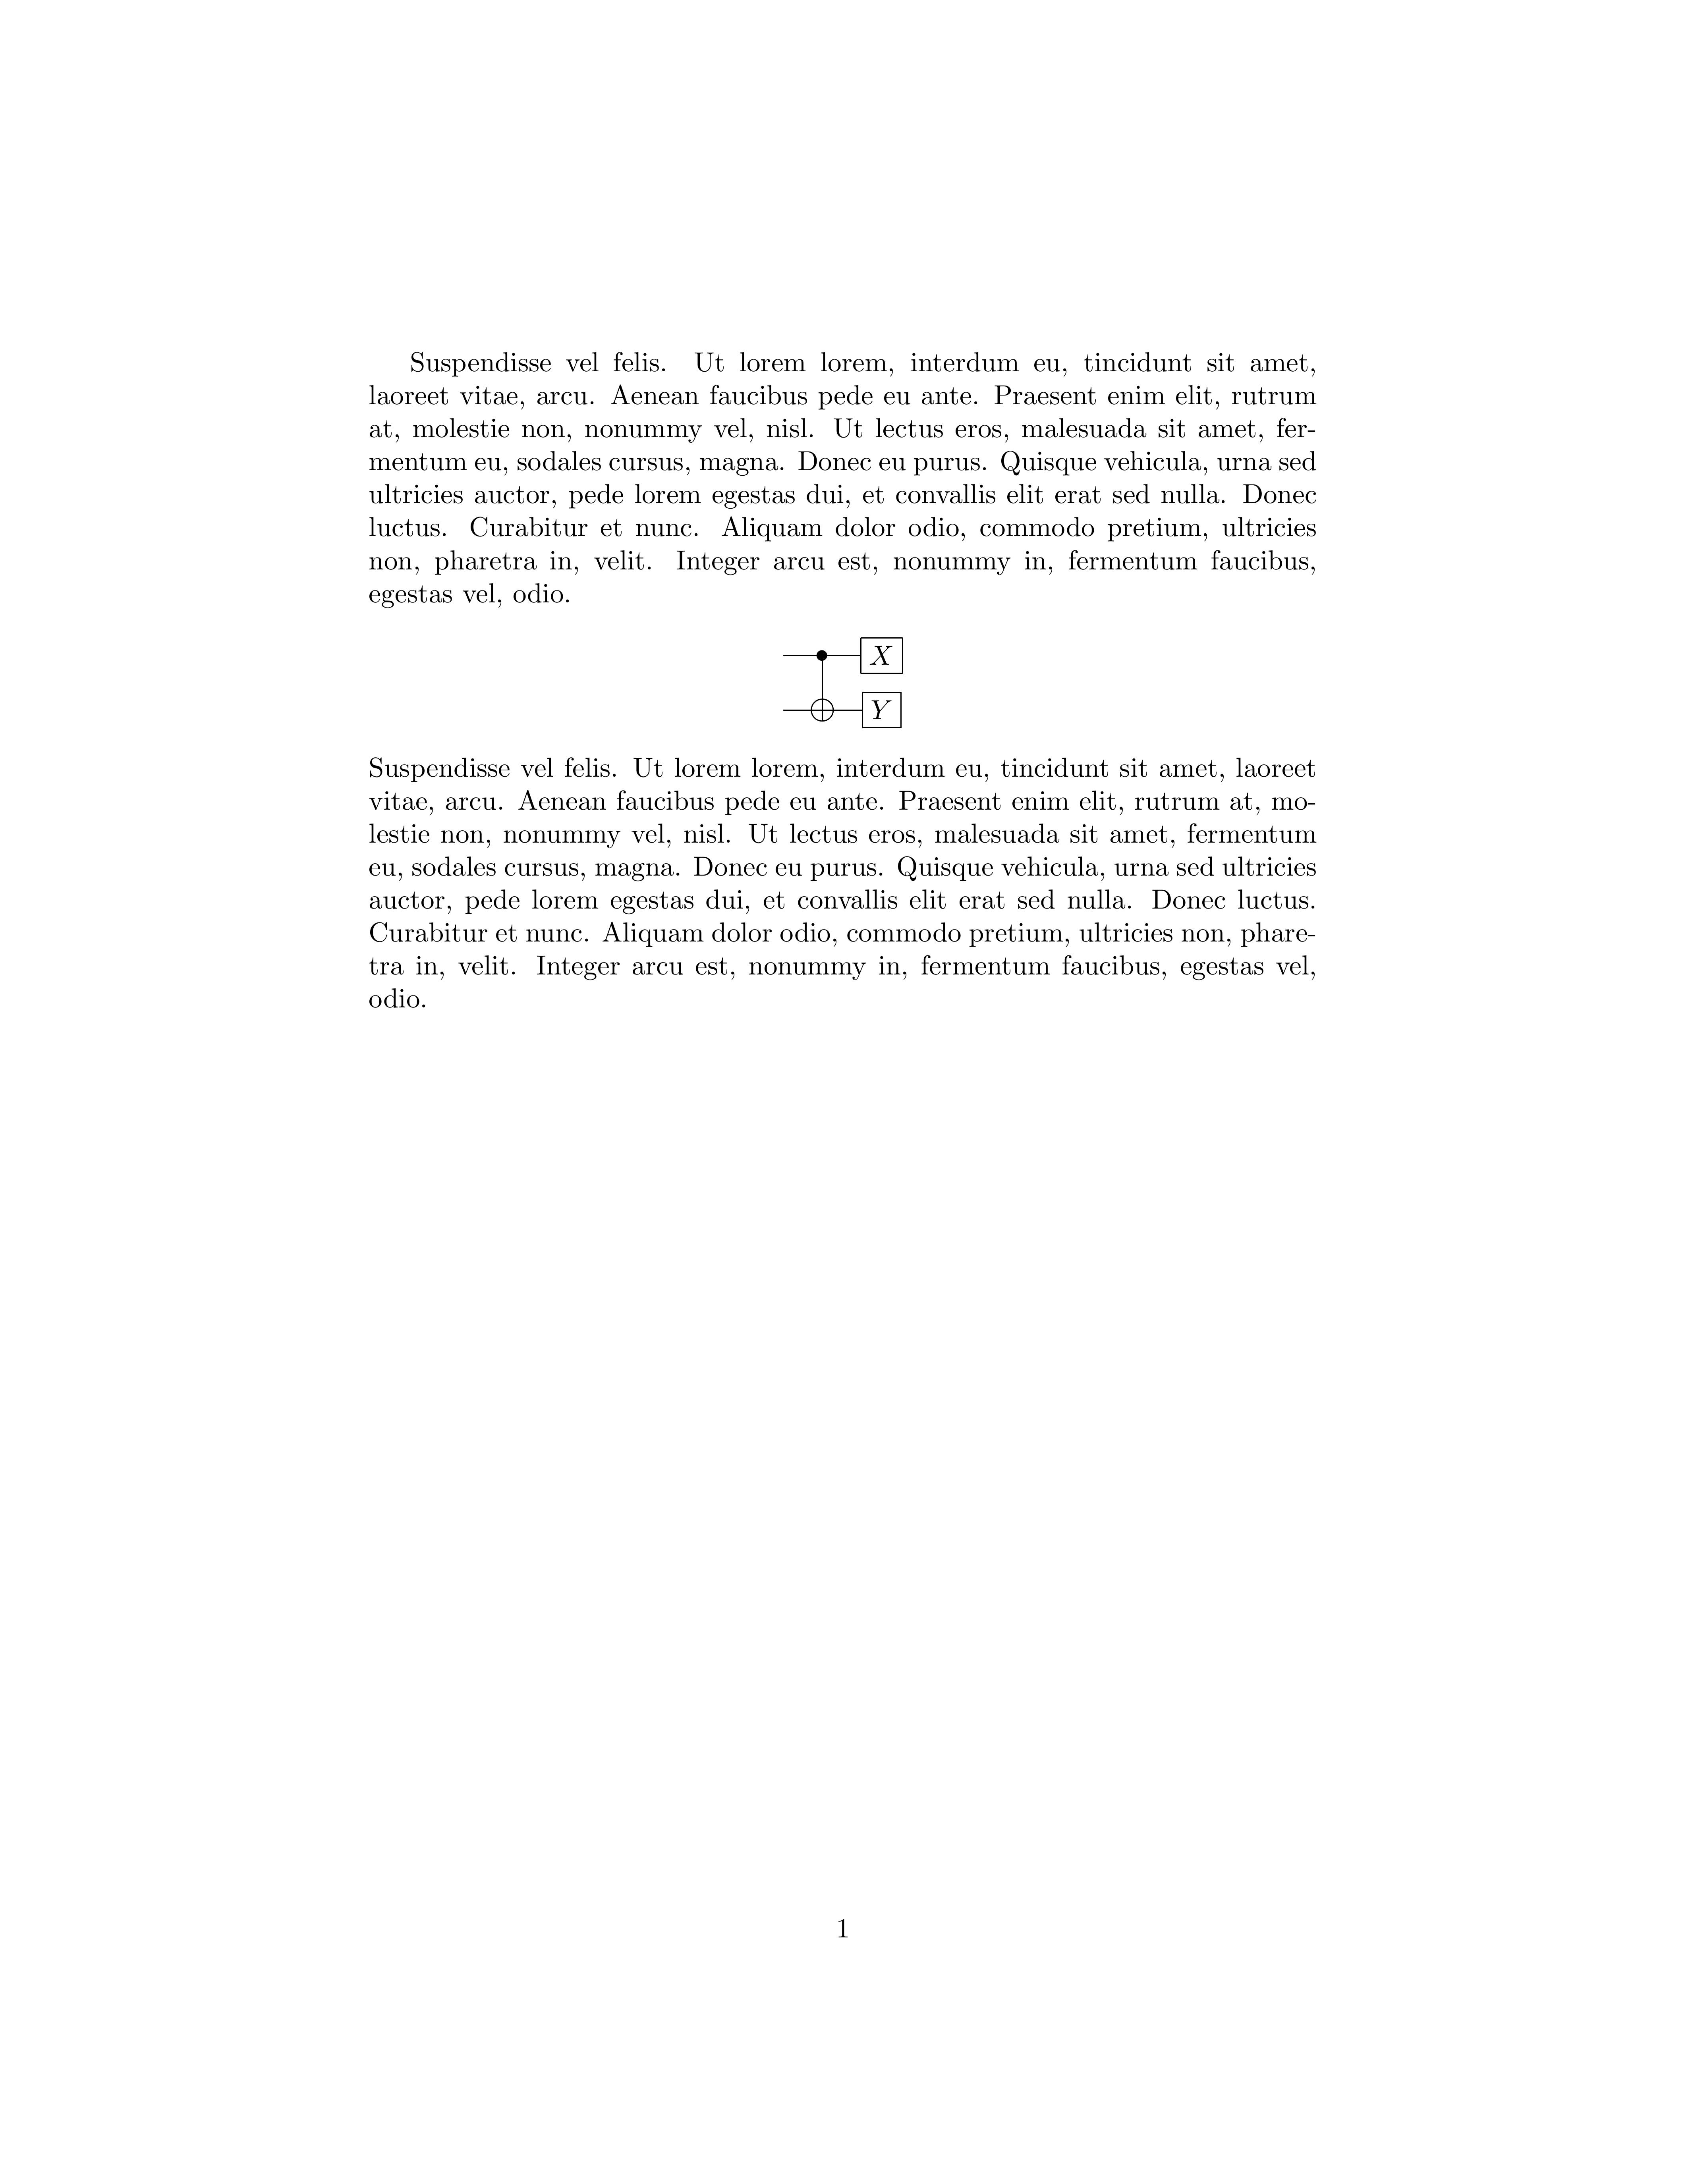 Suspendisse vel felis. Ut lorem lorem, interdum eu, tincidunt sit amet,
laoreet vitae, arcu. Aenean faucibus pede eu ante. Praesent enim elit, rutrum
at, molestie non, nonummy vel, nisl. Ut lectus eros, malesuada sit amet, fer-
mentum eu, sodales cursus, magna. Donec eu purus. Quisque vehicula, urna sed
ultricies auctor, pede lorem egestas dui, et convallis elit erat sed nulla. Donec
luctus. Curabitur et nunc. Aliquam dolor odio, commodo pretium, ultricies
non, pharetra in, velit. Integer arcu est, nonummy in, fermentum faucibus,
egestas vel, odio.
X
Y
Suspendisse vel felis. Ut lorem lorem, interdum eu, tincidunt sit amet, laoreet
vitae, arcu. Aenean faucibus pede eu ante. Praesent enim elit, rutrum at, mo-
lestie non, nonummy vel, nisl. Ut lectus eros, malesuada sit amet, fermentum
eu, sodales cursus, magna. Donec eu purus. Quisque vehicula, urna sed ultricies
auctor, pede lorem egestas dui, et convallis elit erat sed nulla. Donec luctus.
Curabitur et nunc. Aliquam dolor odio, commodo pretium, ultricies non, phare-
tra in, velit. Integer arcu est, nonummy in, fermentum faucibus, egestas vel,
odio.
1